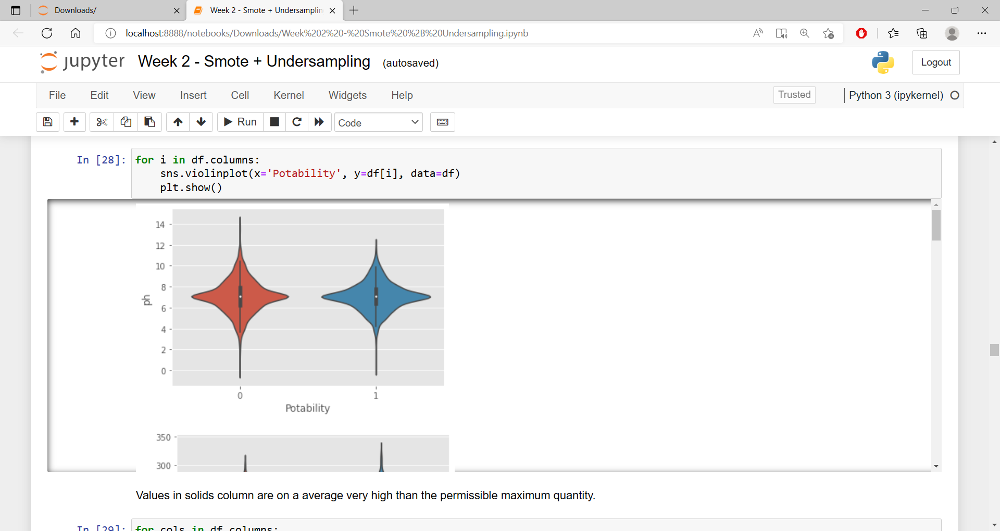 Downloads/
Week 2 - Smote + Undersamplin
localhost:8888/notebooks/Downloads/Week%202%20-%20Smote%20%2B%20Undersampling.ipynb
jupyter Week 2 - Smote + Undersampling (autosaved)
Logout
File Edit View Insert Cell Kernel Widgets Help
Trusted
Python 3 (ipykernel)
Run
Code
In [28]: for i in df.columns:
    sns.violinplot(x='Potability', y=df[i], data=df)
    plt.show()
14
12
10
8
ph
6
4
2
0
0 1
Potability
350
300
Values in solids column are on a average very high than the permissible maximum quantity.
In [29]: for cols in df.columns: